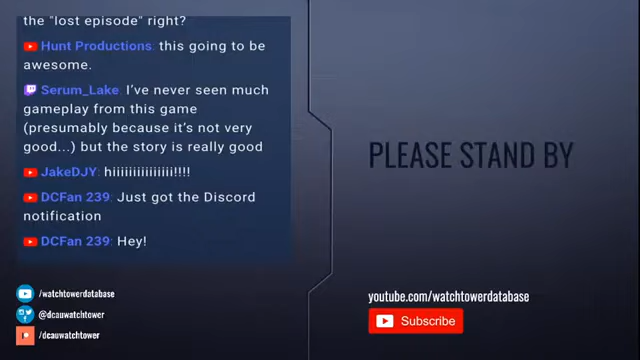 the "lost episode" right?
Hunt Productions: this going to be
awesome.
Serum_Lake: I've never seen much
gameplay from this game
(presumably because it's not very
good...) but the story is really good
JakeDJY: hiiiiiiiiiiiiiii!!!!
DCFan 239: Just got the Discord
notification
DCFan 239: Hey!
/watchtowerdatabase
@dcauwatchtower
/dcauwatchtower
PLEASE STAND BY
youtube.com/watchtowerdatabase
Subscribe